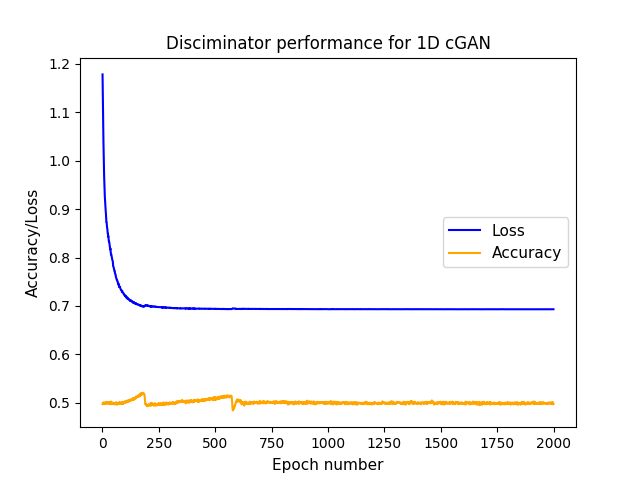 Disciminator performance for 1D cGAN
1.2
1.1
1.0
0.9
0.8
0.7
0.6
0.5
Accuracy/Loss
Loss
Accuracy
0 250 500 750 1000 1250 1500 1750 2000
Epoch number